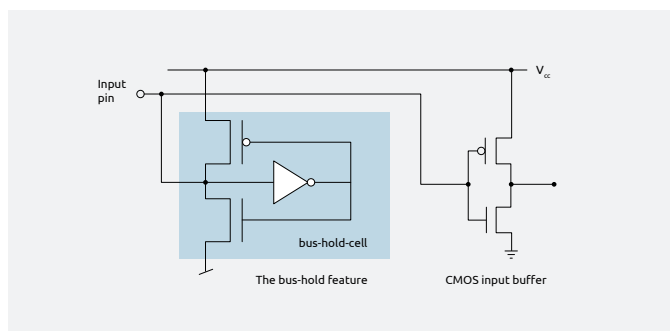 Input
pin
Vcc
bus-hold-cell
The bus-hold feature
CMOS input buffer